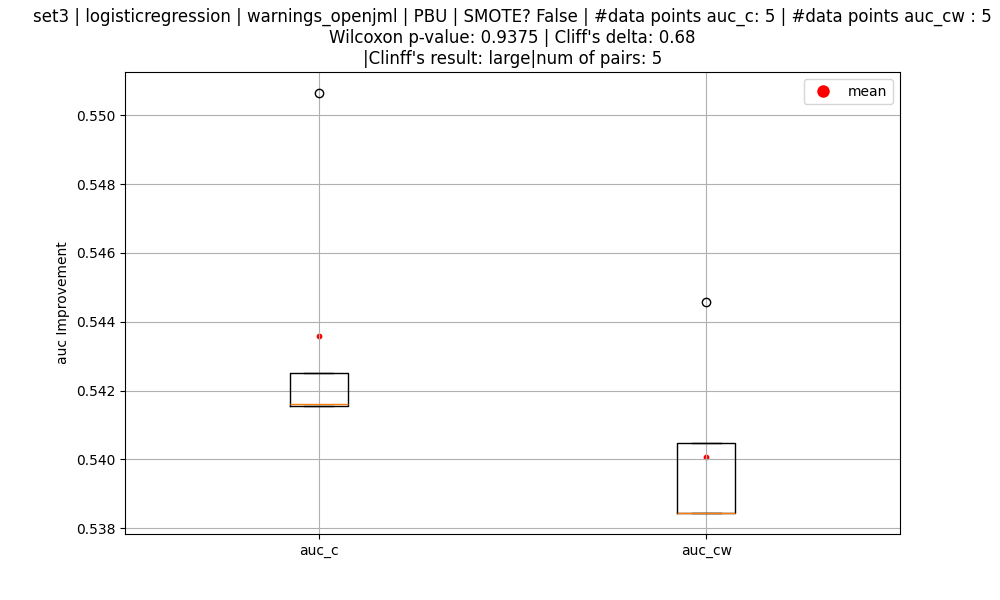 set3 | logisticregression | warnings_openjml | PBU | SMOTE? False | #data points auc_c: 5 | #data points auc_cw : 5
Wilcoxon p-value: 0.9375 | Cliff's delta: 0.68
|Clinff's result: large|num of pairs: 5
mean
0.550
0.548
0.546
0.544
0.542
0.540
0.538
auc Improvement
auc_c
auc_cw